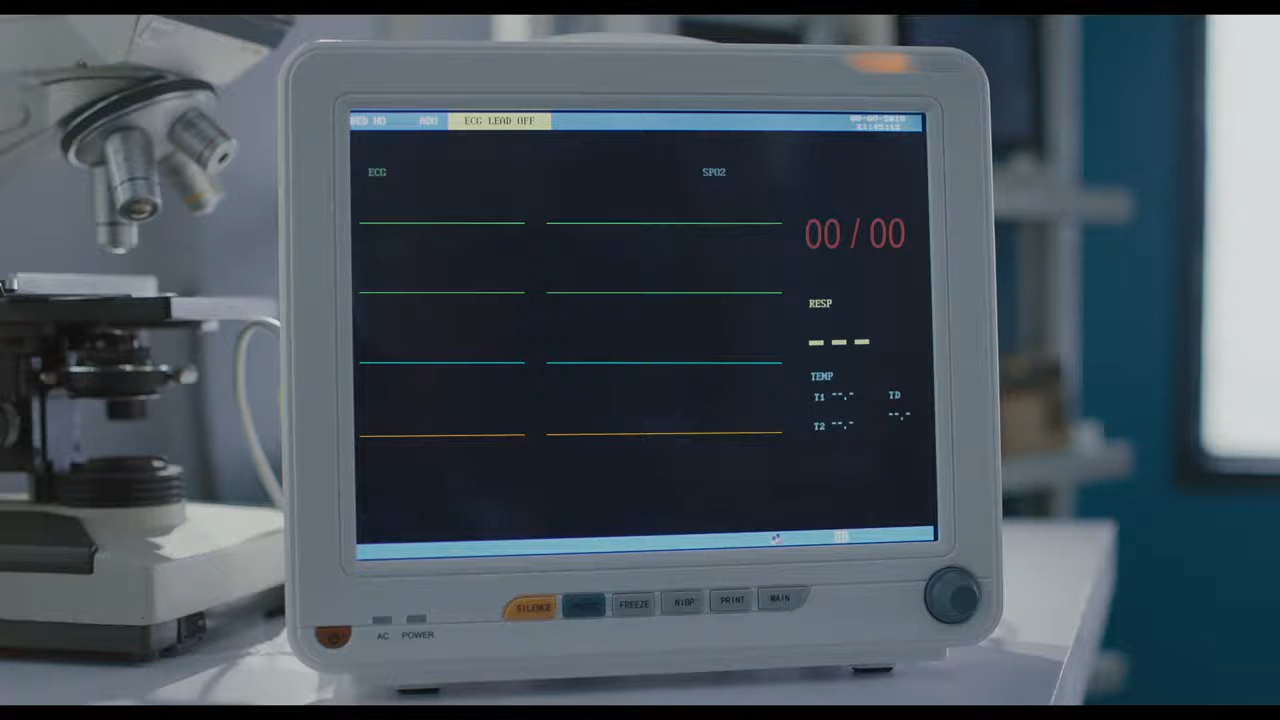 BED NO ADU ECG LEAD OFF
ECG SPO2
00 / 00
RESP
---
TEMP
T1 --.- TD
--.-
T2 --.-
SILENCE FREEZE NIBP PRINT MAIN
AC POWER